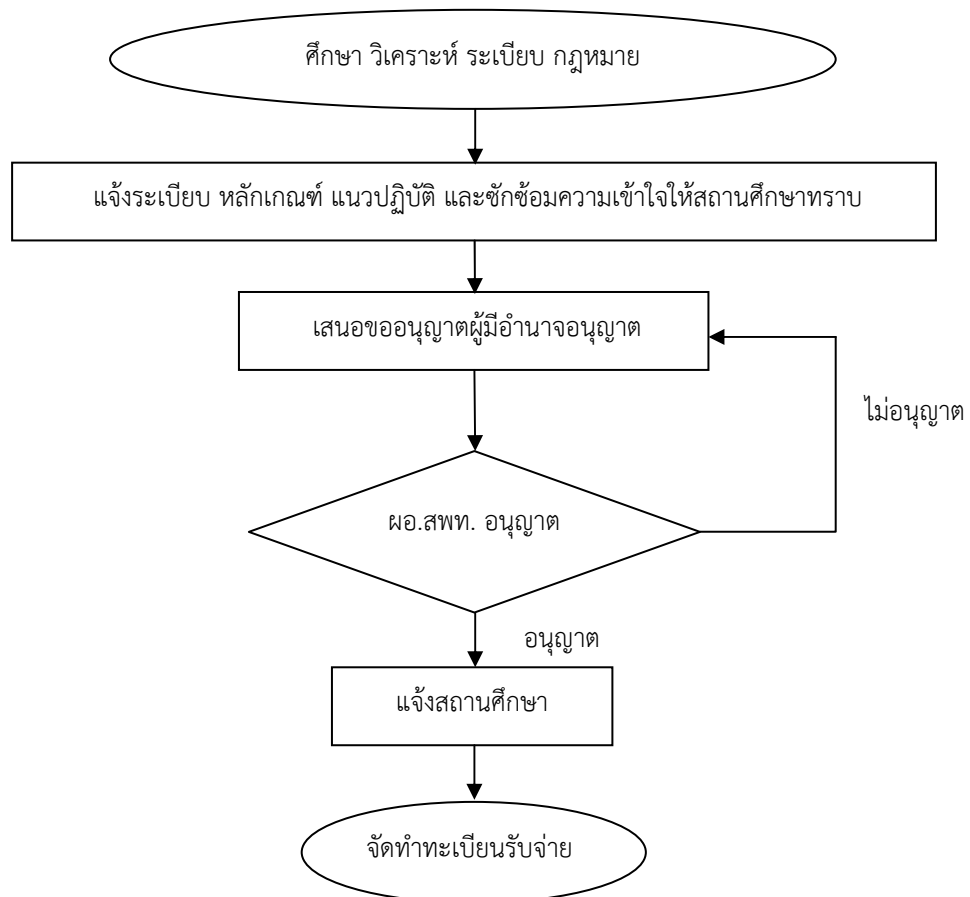 ศึกษา วิเคราะห์ ระเบียบ กฎหมาย
แจ้งระเบียบ หลักเกณฑ์ แนวปฏิบัติ และซักซ้อมความเข้าใจให้สถานศึกษาทราบ
เสนอขออนุญาตผู้มีอำนาจอนุญาต
ไม่อนุญาต
ผอ.สพท. อนุญาต
อนุญาต
แจ้งสถานศึกษา
จัดทำทะเบียนรับจ่าย